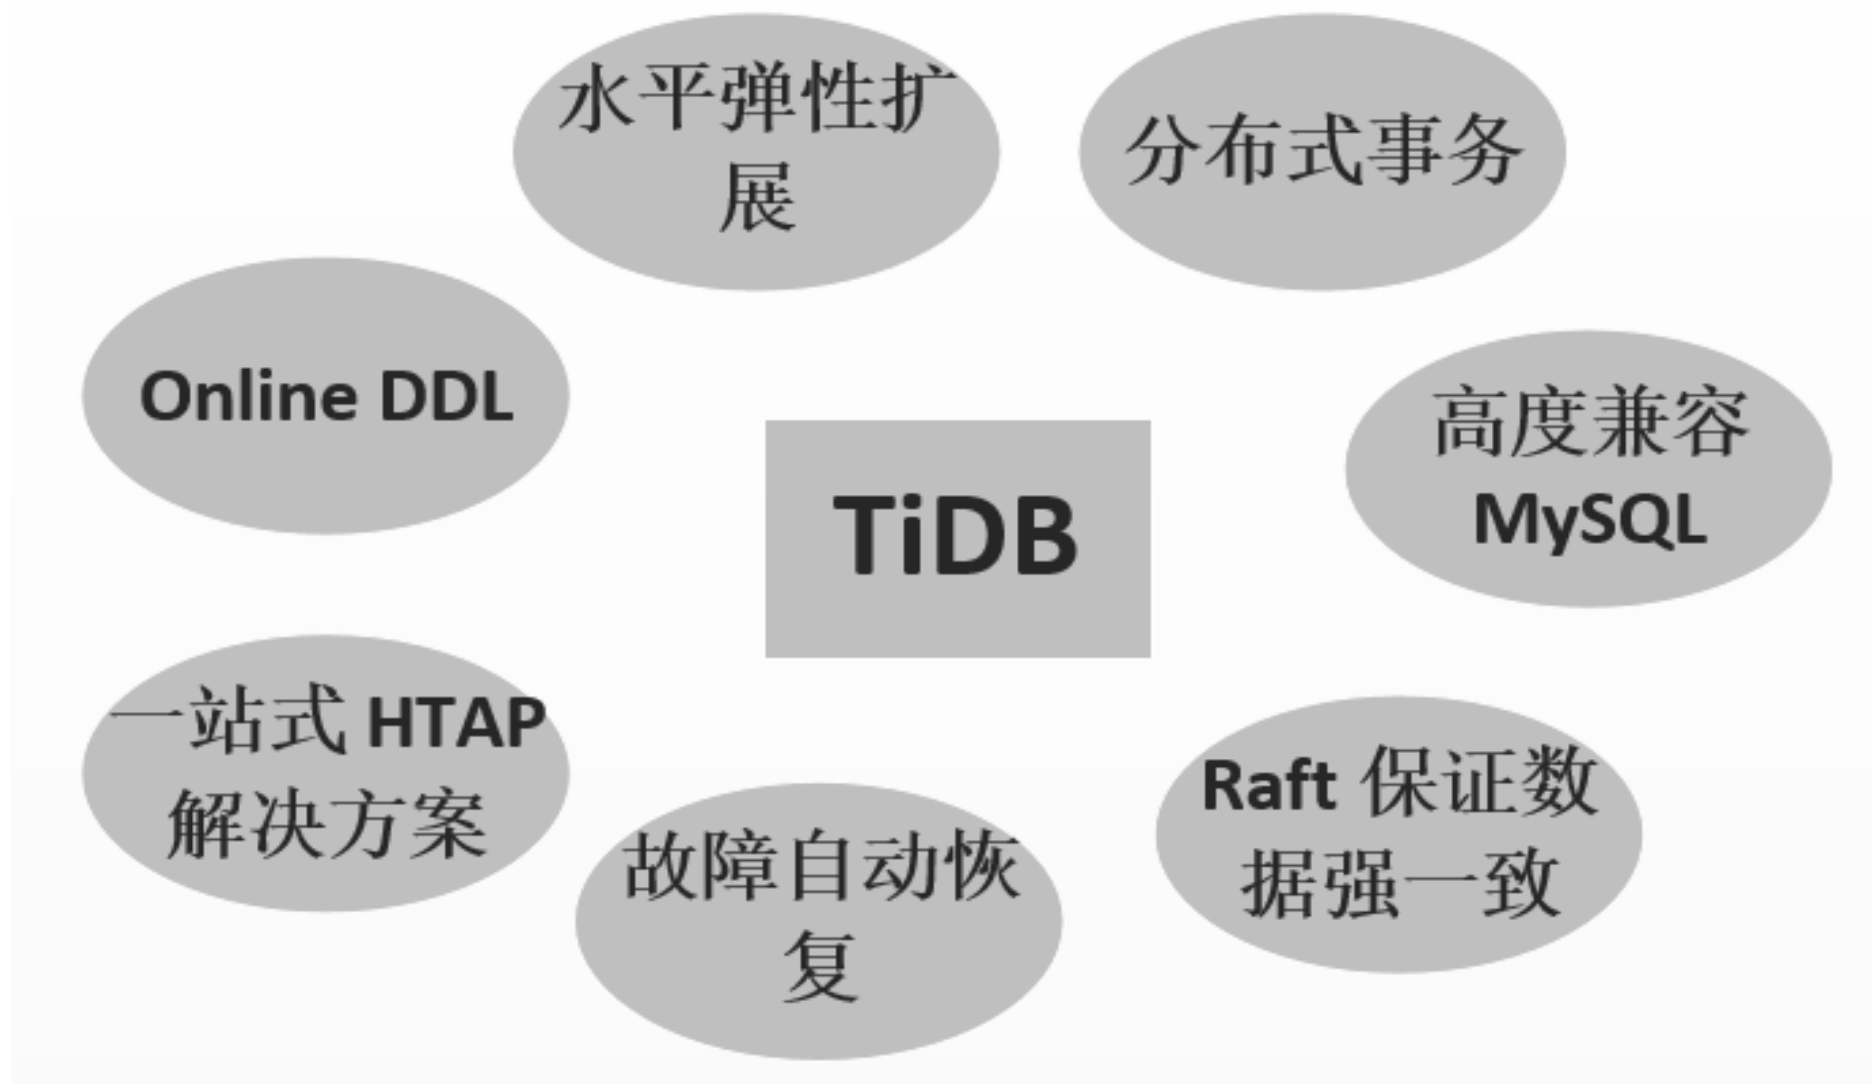 水平弹性扩
展
分布式事务
Online DDL
高度兼容
MySQL
TiDB
一站式 HTAP
解决方案
Raft 保证数
据强一致
故障自动恢
复